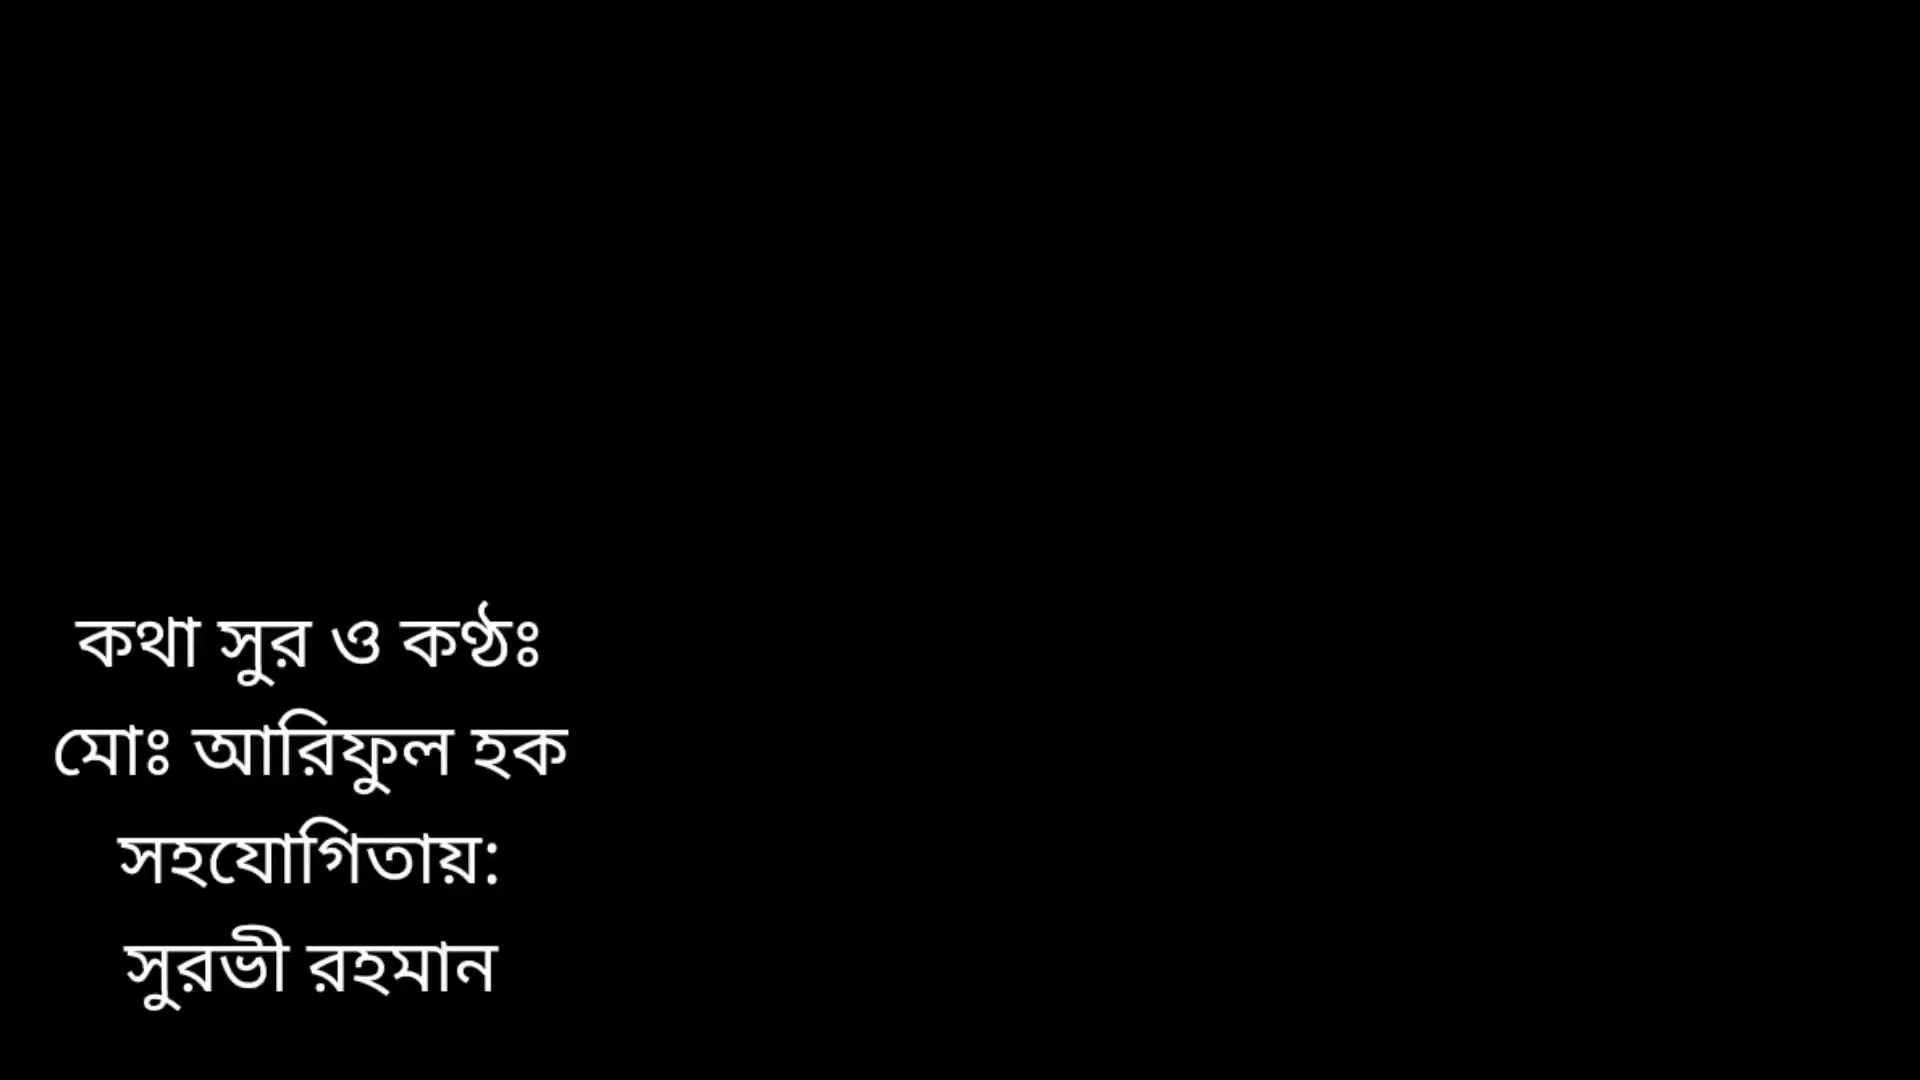 কথা সুর ও কণ্ঠঃ
মোঃ আরিফুল হক
সহযোগিতায়:
সুরভী রহমান